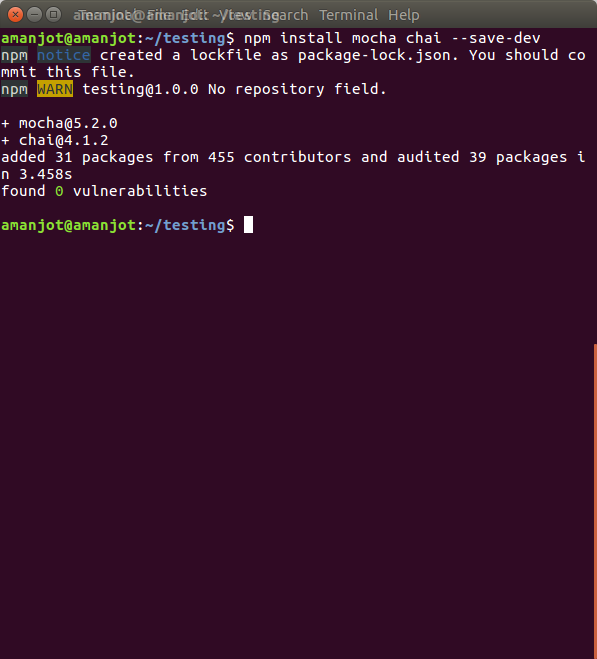 Terminal File Edit View Search Terminal Help
amanjot@amanjot: ~/testing
amanjot@amanjot:~/testing$ npm install mocha chai --save-dev
npm notice created a lockfile as package-lock.json. You should co
mmit this file.
npm WARN testing@1.0.0 No repository field.
+ mocha@5.2.0
+ chai@4.1.2
added 31 packages from 455 contributors and audited 39 packages i
n 3.458s
found 0 vulnerabilities
amanjot@amanjot:~/testing$